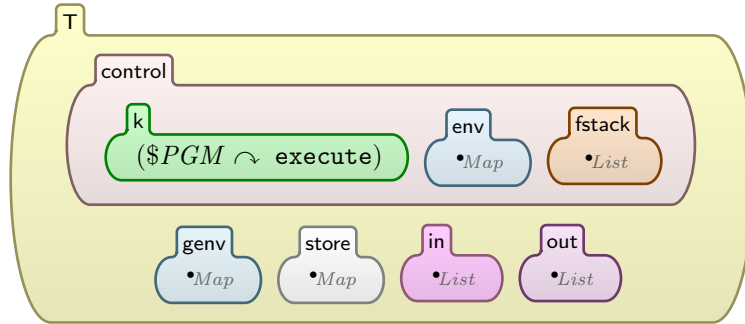 T
control
k env fstack
($PGM ↷ execute) •Map •List
genv store in out
•Map •Map •List •List